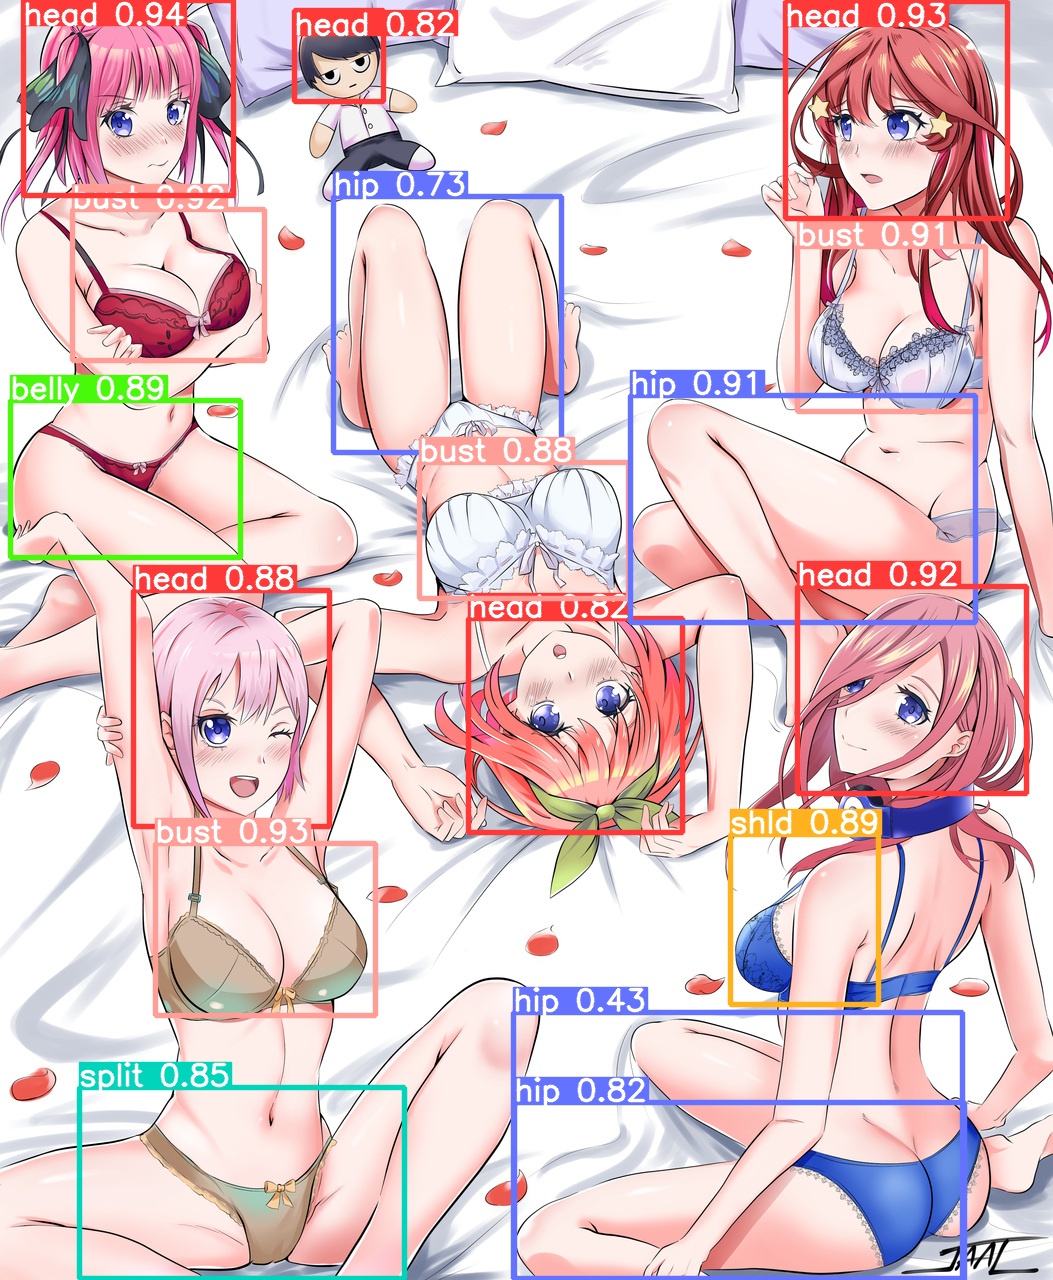 head 0.94
head 0.82
head 0.93
hip 0.73
bust 0.92
bust 0.91
belly 0.89
hip 0.91
bust 0.88
head 0.88
head 0.92
head 0.82
shld 0.89
bust 0.93
hip 0.43
split 0.85
hip 0.82
JAAL